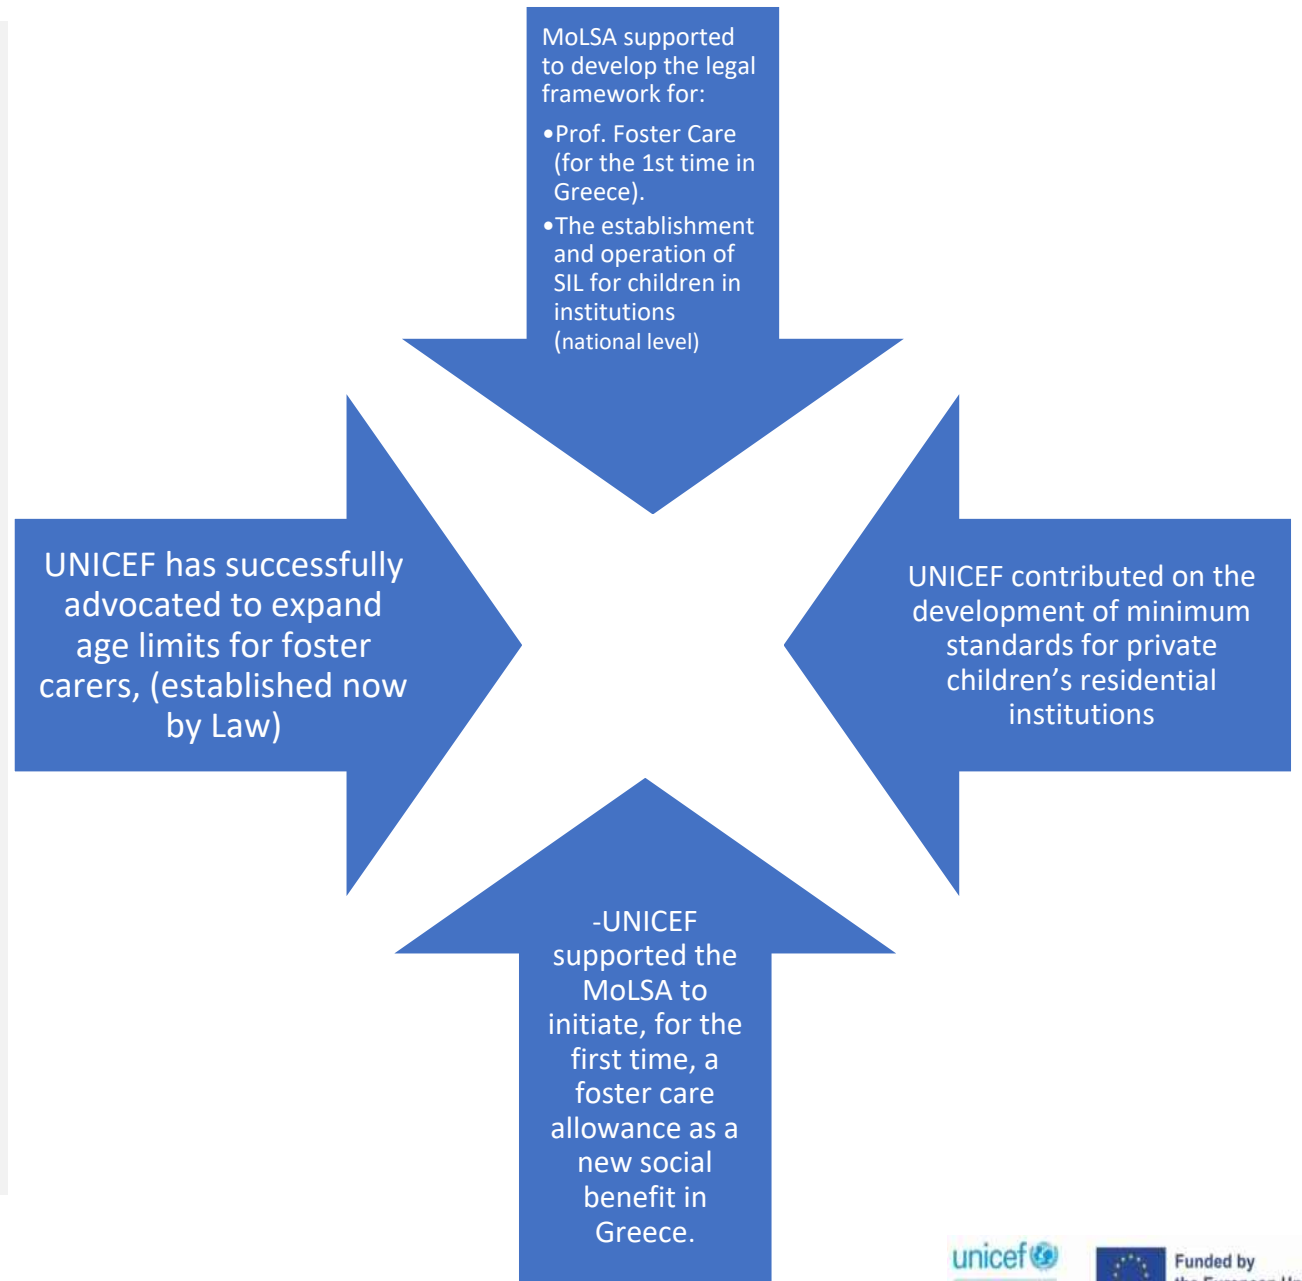 MoLSA supported
to develop the legal
framework for:
•Prof. Foster Care
(for the 1st time in
Greece).
•The establishment
and operation of
SIL for children in
institutions
(national level)
UNICEF has successfully
advocated to expand
age limits for foster
carers, (established now
by Law)
UNICEF contributed on the
development of minimum
standards for private
children’s residential
institutions
-UNICEF
supported the
MoLSA to
initiate, for the
first time, a
foster care
allowance as a
new social
benefit in
Greece.
unicef
Funded by